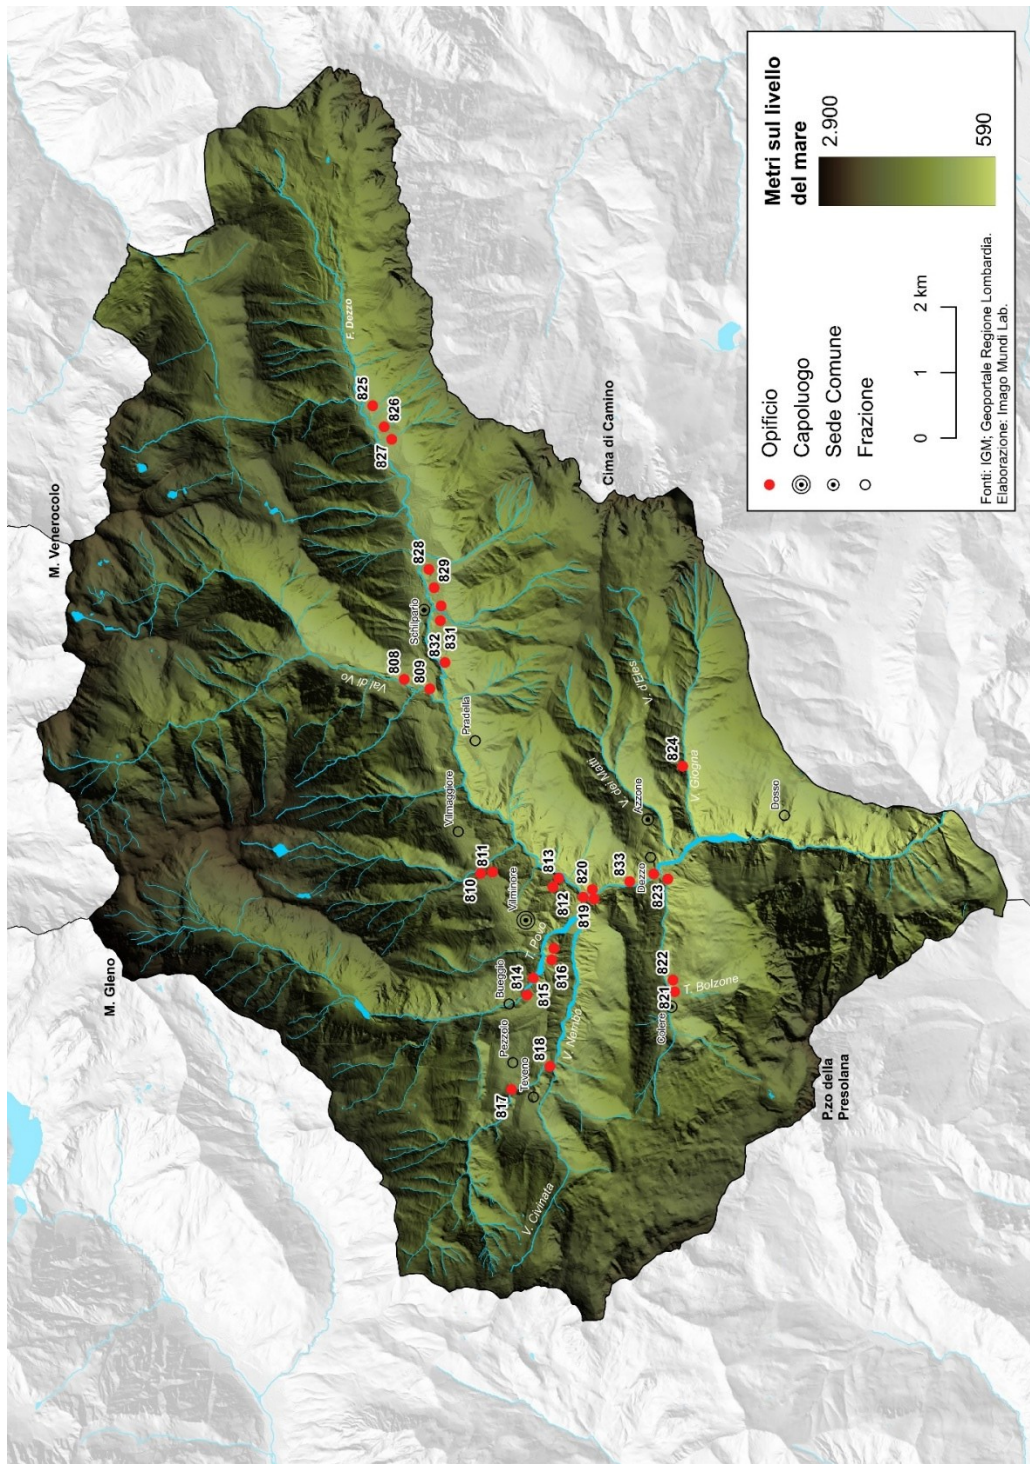 M. Gleno
M. Venerocolo
808
809
Val di Vo
825
826
827
F. Dezzo
828
829
Schilpario
832
831
Pradella
Vilmaggiore
810
811
Vilminore
T. Povo
Bueggio
Pezzolo
Teveno
817
818
814
815
816
812
813
819
820
V. Nembo
V. Civinata
833
Dezzo
823
Azzone
V. dei Matti
V. d'Eles
824
V. Giogna
Dosso
821
822
Colere
T. Bolzone
Cima di Camino
P.zo della
Presolana
Opificio
Capoluogo
Sede Comune
Frazione
0 1 2 km
Metri sul livello
del mare
2.900
590
Fonti: IGM; Geoportale Regione Lombardia.
Elaborazione: Imago Mundi Lab.